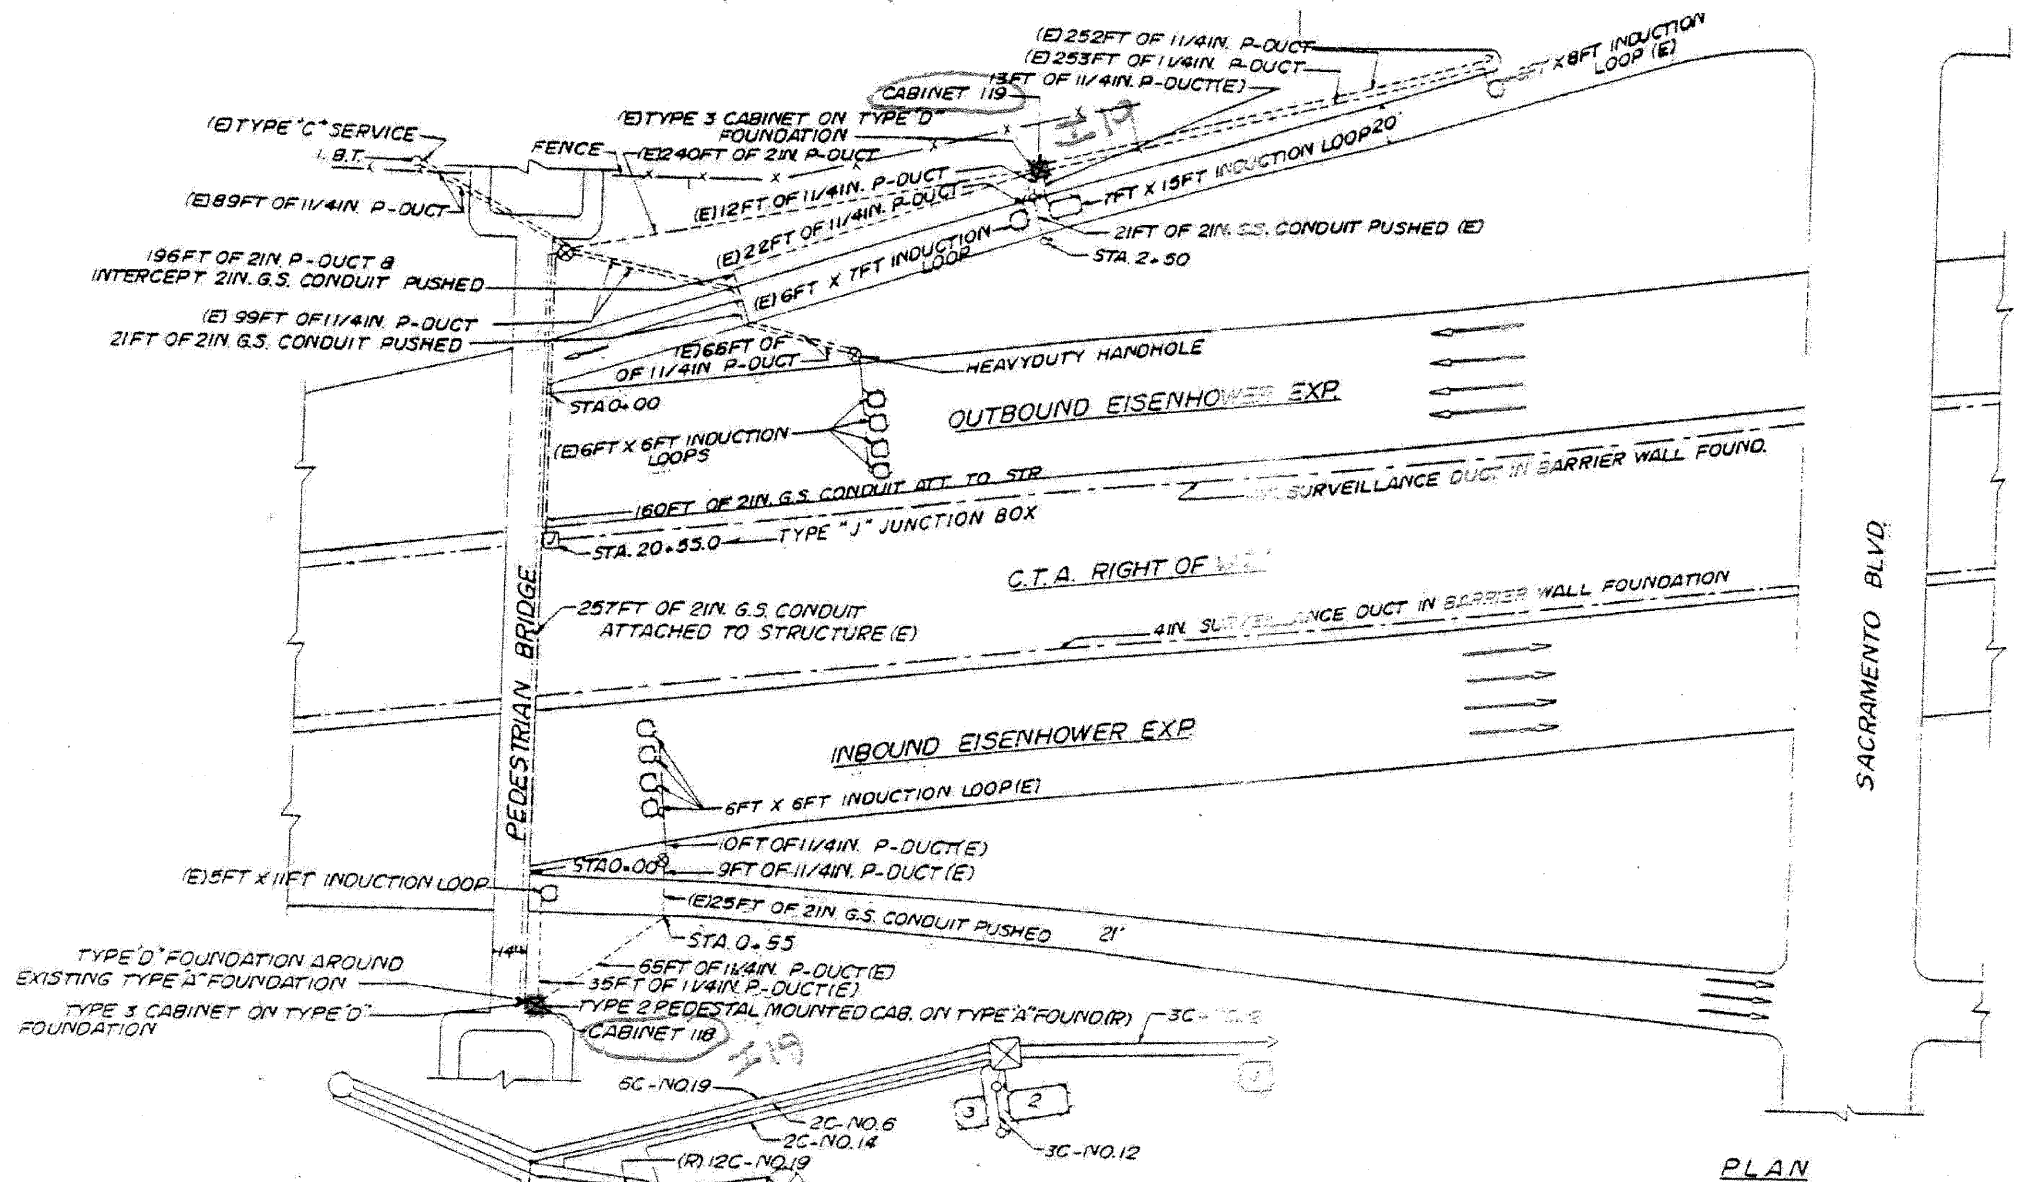 (E) 252FT OF 1 1/4IN. P-DUCT
(E) 253FT OF 1 1/4IN. P-DUCT
13FT OF 1 1/4IN. P-DUCT(E)
X 8FT INDUCTION
LOOP (E)
CABINET 119
I 19
(E) TYPE 3 CABINET ON TYPE "D"
FOUNDATION
(E) TYPE "C" SERVICE
I.B.T.
FENCE
(E) 240FT OF 2IN. P-DUCT
(E) 89FT OF 1 1/4IN. P-DUCT
(E) 12FT OF 1 1/4IN. P-DUCT
(E) 22FT OF 1 1/4IN. P-DUCT
7FT X 15FT INDUCTION LOOP
20'
21FT OF 2IN. G.S. CONDUIT PUSHED (E)
STA. 2+50
(E) 6FT X 7FT INDUCTION
LOOP
196FT OF 2IN. P-DUCT &
INTERCEPT 2IN. G.S. CONDUIT PUSHED
(E) 99FT OF 1 1/4IN. P-DUCT
21FT OF 2IN. G.S. CONDUIT PUSHED
(E) 66FT OF
OF 1 1/4IN. P-DUCT
HEAVYDUTY HANDHOLE
STA 0+00
OUTBOUND EISENHOWER EXP.
(E) 6FT X 6FT INDUCTION
LOOPS
160FT OF 2IN. G.S. CONDUIT ATT. TO STR.
SURVEILLANCE DUCT IN BARRIER WALL FOUND.
J
STA. 20+55.0
TYPE "J" JUNCTION BOX
C.T.A. RIGHT OF
PEDESTRIAN BRIDGE
257FT OF 2IN. G.S. CONDUIT
ATTACHED TO STRUCTURE (E)
4IN. SURVEILLANCE DUCT IN BARRIER WALL FOUNDATION
SACRAMENTO BLVD.
INBOUND EISENHOWER EXP.
6FT X 6FT INDUCTION LOOP(E)
10FT OF 1 1/4IN. P-DUCT(E)
STA 0+00
9FT OF 1 1/4IN. P-DUCT (E)
(E) 5FT X 11FT INDUCTION LOOP
(E) 25FT OF 2IN. G.S. CONDUIT PUSHED
21'
STA. 0+55
14'
TYPE "D" FOUNDATION AROUND
EXISTING TYPE "A" FOUNDATION
65FT OF 1 1/4IN. P-DUCT (E)
35FT OF 1 1/4IN. P-DUCT (E)
TYPE 3 CABINET ON TYPE "D"
FOUNDATION
TYPE 2 PEDESTAL MOUNTED CAB. ON TYPE "A" FOUND.(R)
CABINET 118
I 19
3C-
6C-NO.19
1
3
2
2C-NO.6
2C-NO.14
3C-NO.12
(R) 12C-NO.19
PLAN